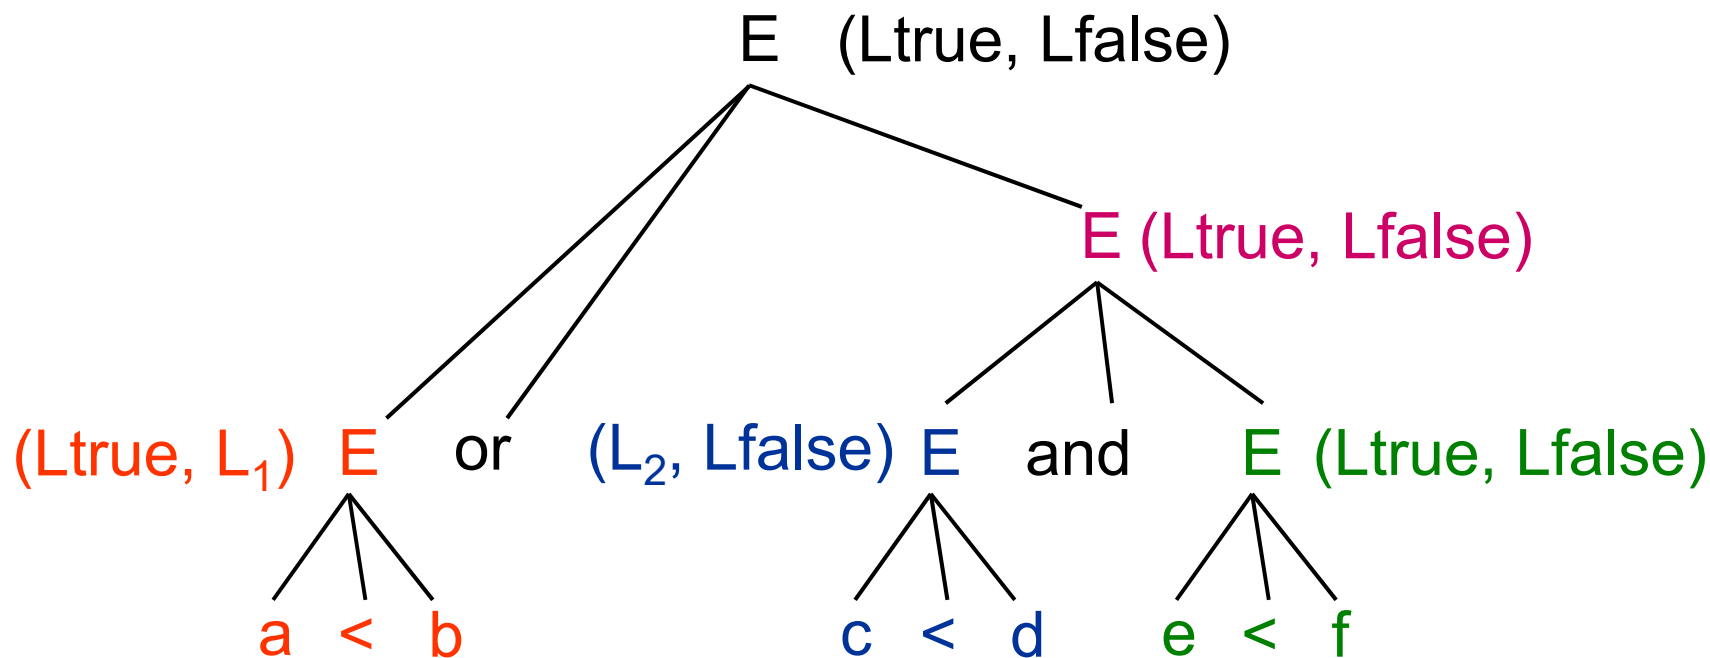 E (Ltrue, Lfalse)
E (Ltrue, Lfalse)
(Ltrue, L₁) E or (L₂, Lfalse) E and E (Ltrue, Lfalse)
a < b c < d e < f